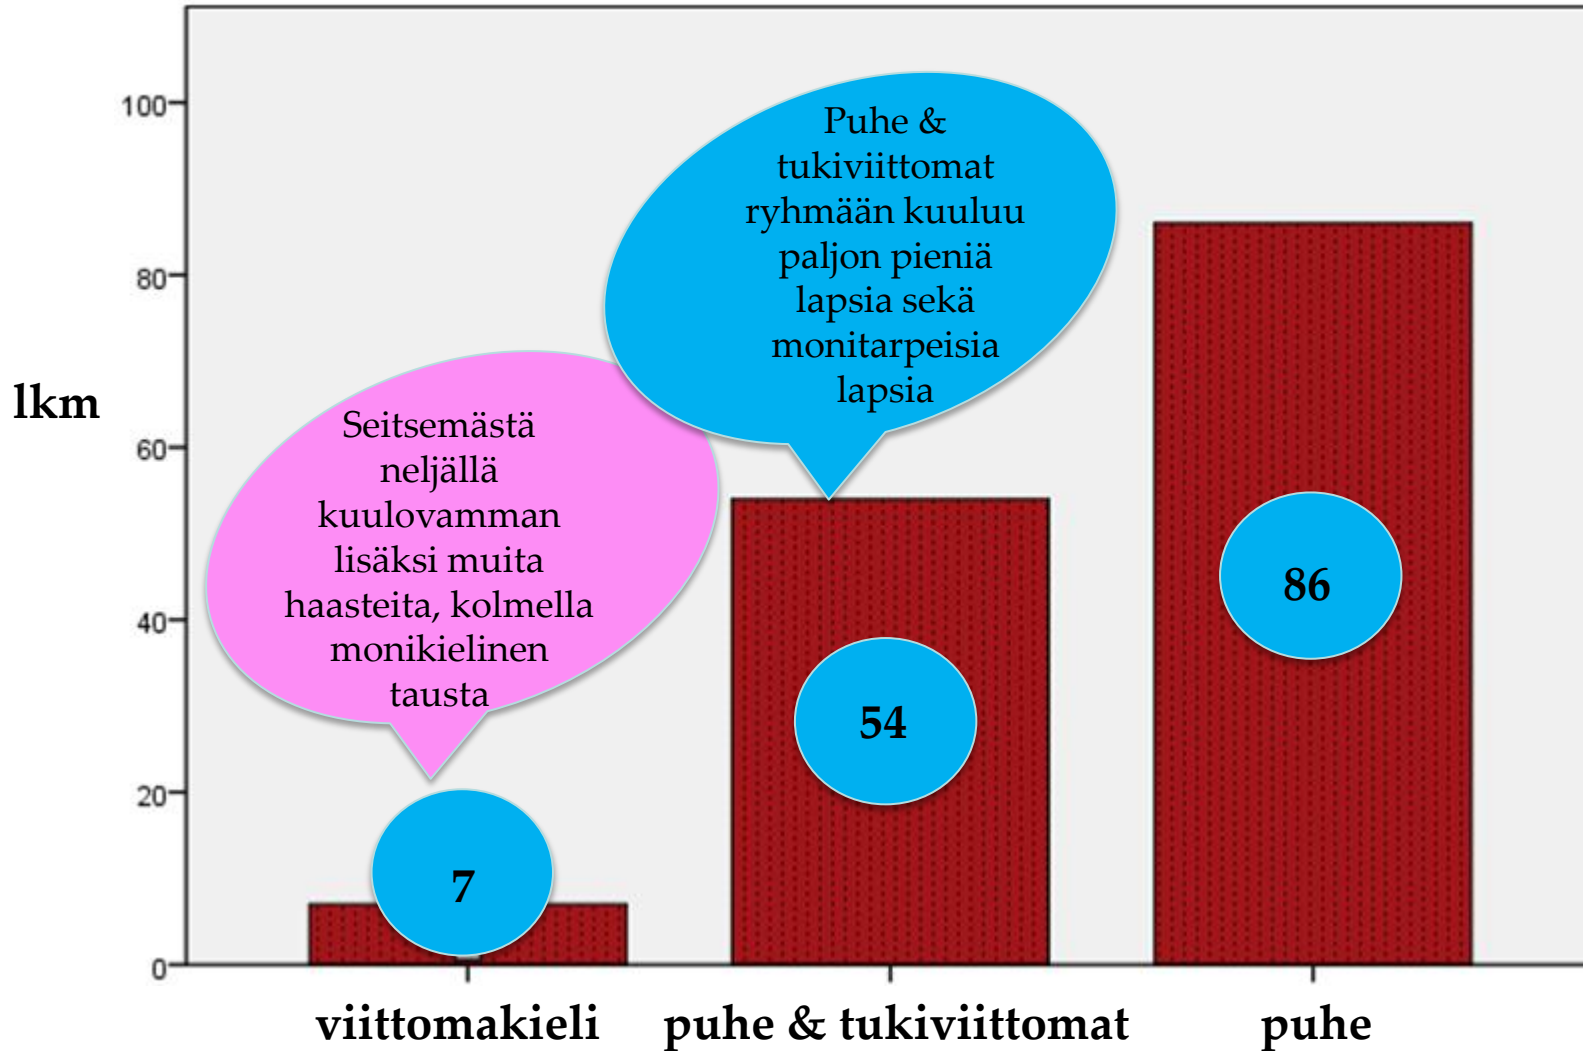 100
80
60
40
20
0
lkm
Puhe &
tukiviittomat
ryhmään kuuluu
paljon pieniä
lapsia sekä
monitarpeisia
lapsia
Seitsemästä
neljällä
kuulovamman
lisäksi muita
haasteita, kolmella
monikielinen
tausta
7
54
86
viittomakieli
puhe & tukiviittomat
puhe